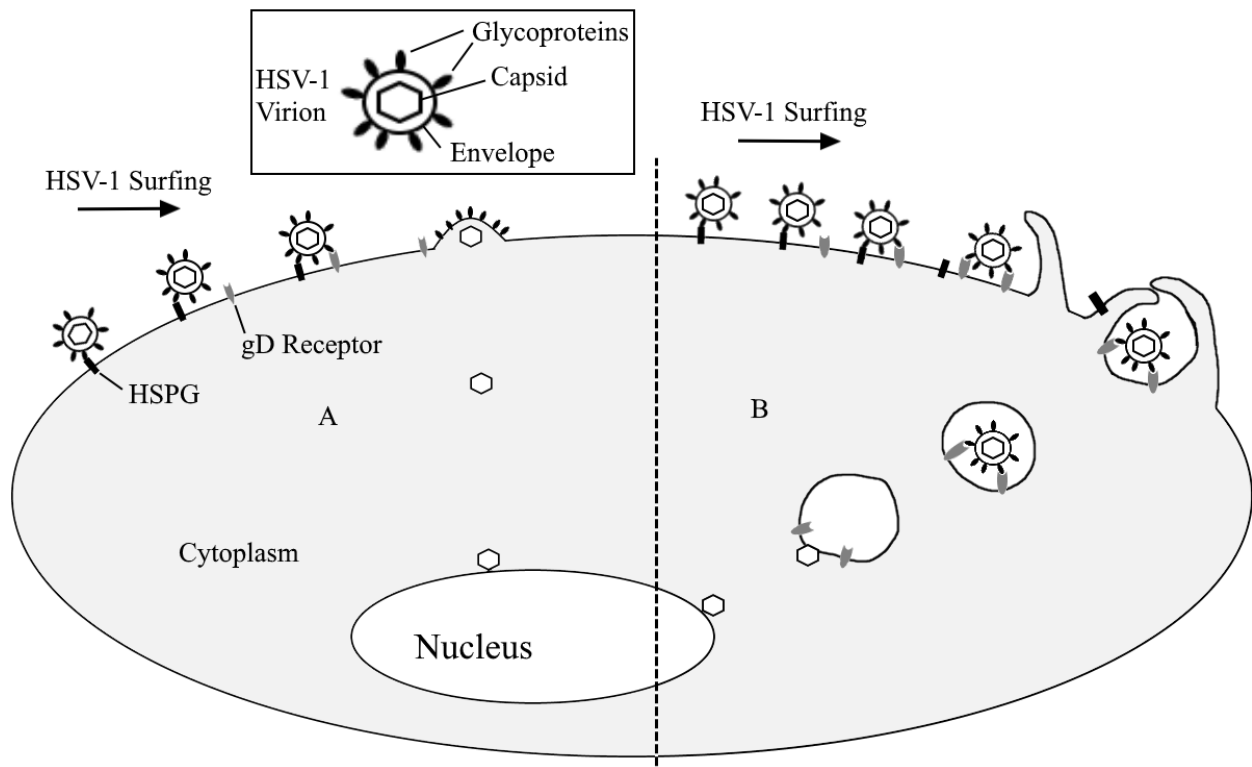 Glycoproteins
HSV-1
Virion
Capsid
Envelope
HSV-1 Surfing
HSV-1 Surfing
gD Receptor
HSPG
A
B
Cytoplasm
Nucleus